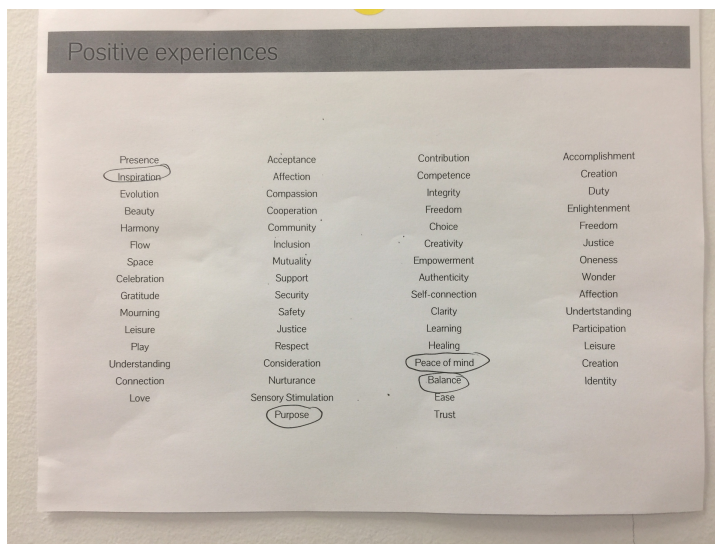 Positive experiences
Presence
Inspiration
Evolution
Beauty
Harmony
Flow
Space
Celebration
Gratitude
Mourning
Leisure
Play
Understanding
Connection
Love
Acceptance
Affection
Compassion
Cooperation
Community
Inclusion
Mutuality
Support
Security
Safety
Justice
Respect
Consideration
Nurturance
Sensory Stimulation
Purpose
Contribution
Competence
Integrity
Freedom
Choice
Creativity
Empowerment
Authenticity
Self-connection
Clarity
Learning
Healing
Peace of mind
Balance
Ease
Trust
Accomplishment
Creation
Duty
Enlightenment
Freedom
Justice
Oneness
Wonder
Affection
Undertstanding
Participation
Leisure
Creation
Identity